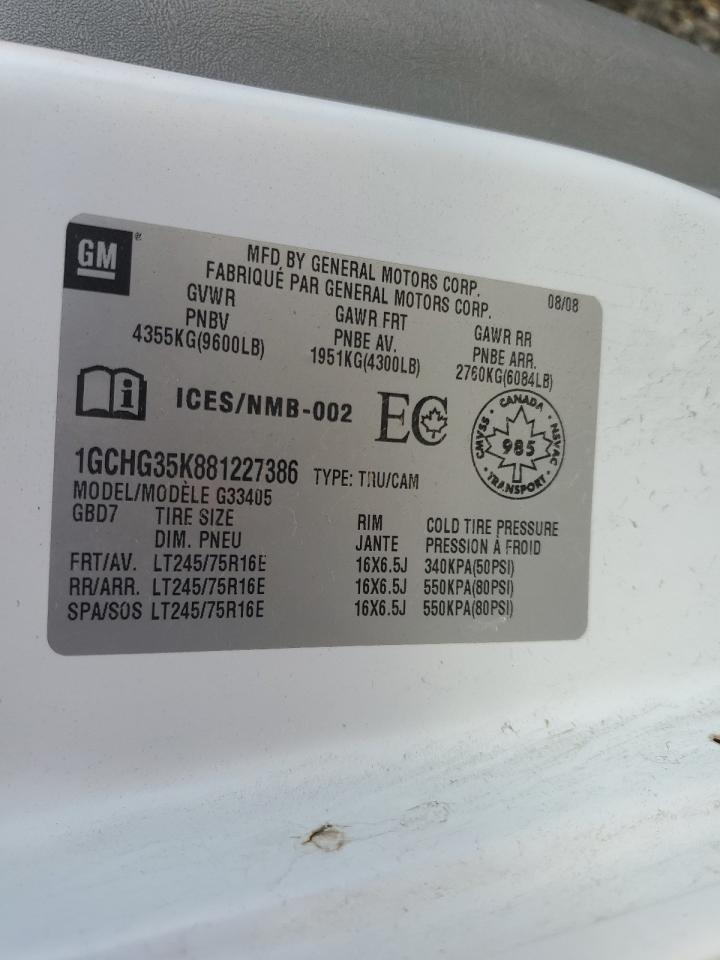 GM
MFD BY GENERAL MOTORS CORP. 08/08
FABRIQUÉ PAR GENERAL MOTORS CORP.
GVWR GAWR FRT GAWR RR
PNBV PNBE AV. PNBE ARR.
4355KG(9600LB) 1951KG(4300LB) 2760KG(6084LB)
ICES/NMB-002 EC
CANADA
CMVSS 985 NSVAC
TRANSPORT
1GCHG35K881227386 TYPE: TRU/CAM
MODEL/MODÈLE G33405
GBD7 TIRE SIZE RIM COLD TIRE PRESSURE
DIM. PNEU JANTE PRESSION À FROID
FRT/AV. LT245/75R16E 16X6.5J 340KPA(50PSI)
RR/ARR. LT245/75R16E 16X6.5J 550KPA(80PSI)
SPA/SOS LT245/75R16E 16X6.5J 550KPA(80PSI)